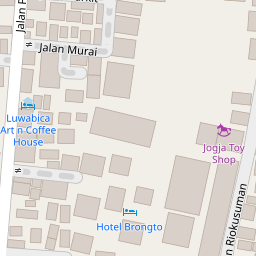 Jalan
Jalan Murai
Luwabica
Art n Coffee
House
Jogja Toy
Shop
Hotel Brongto
Riokusuman